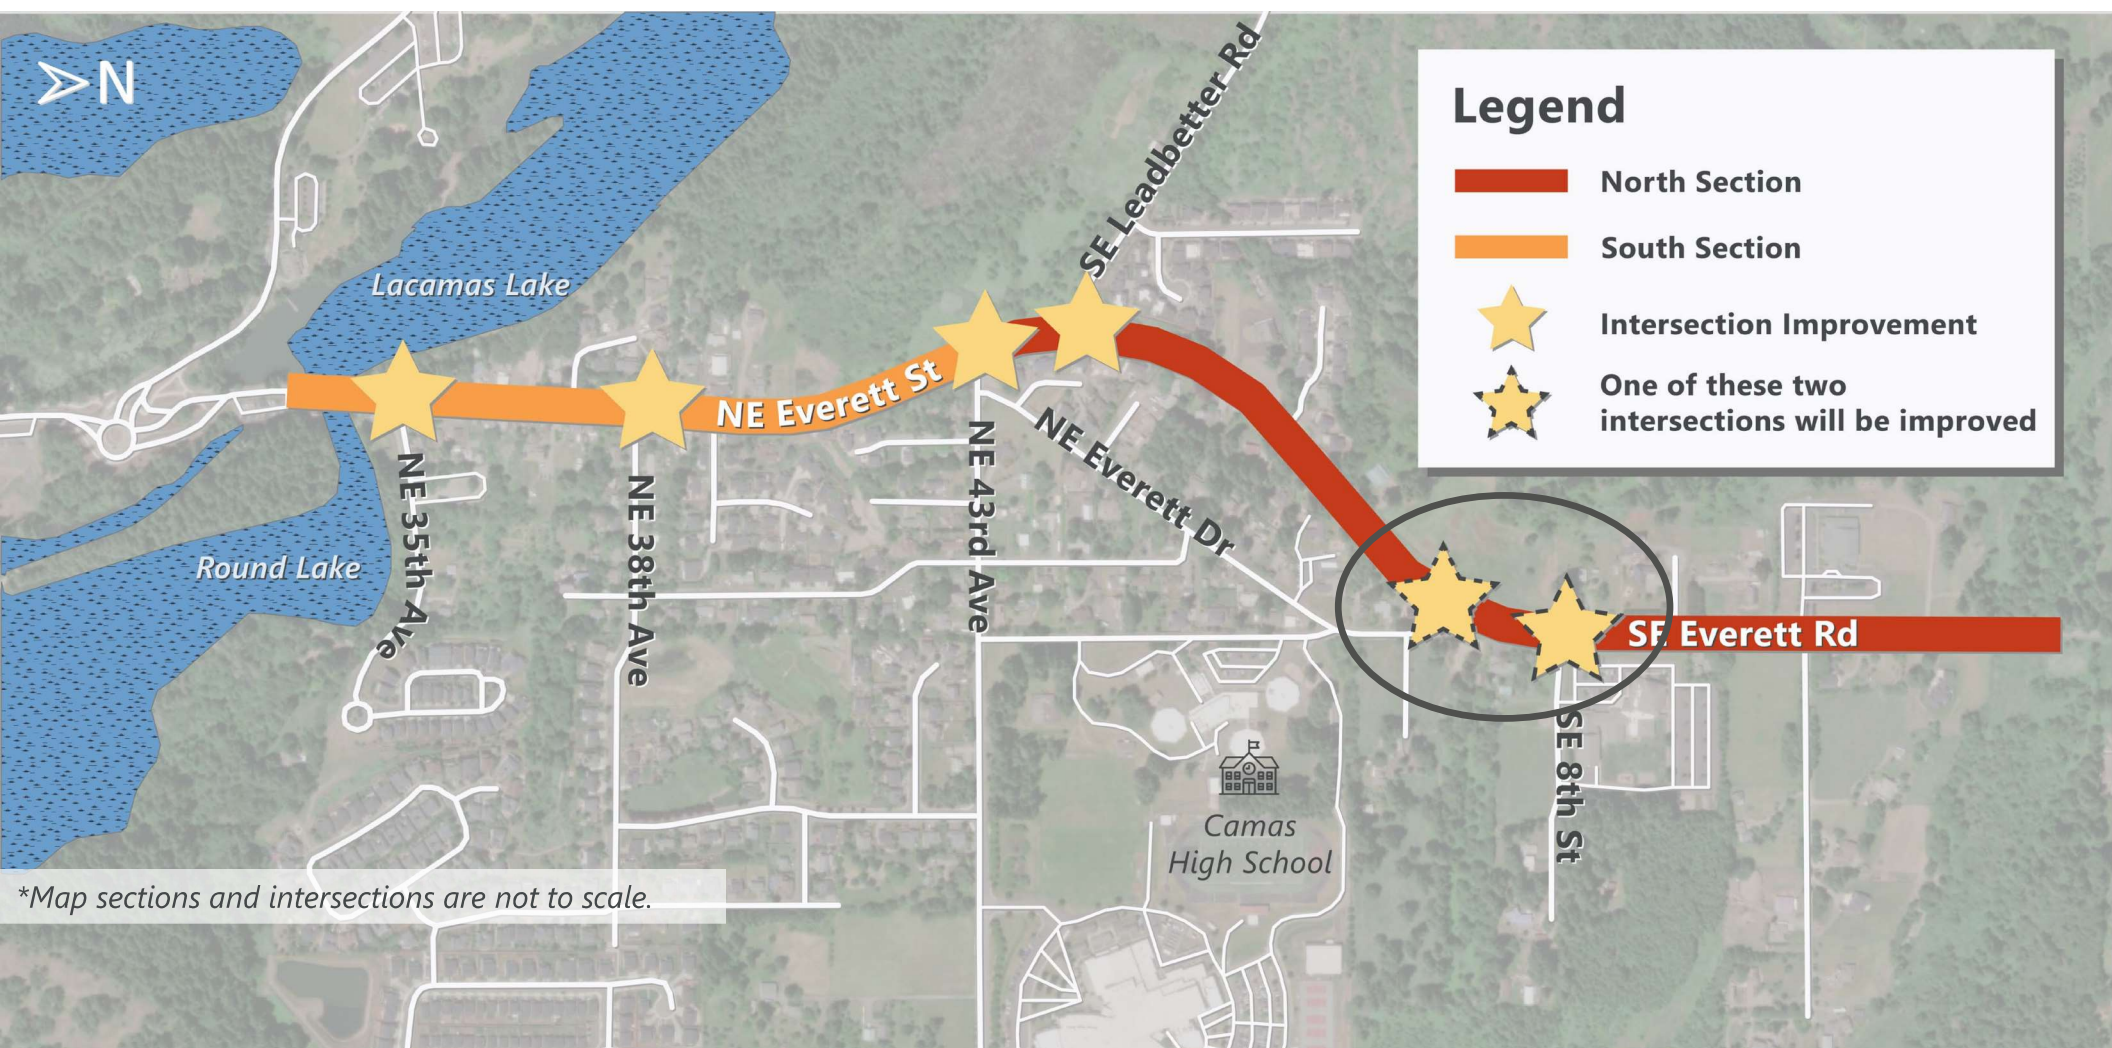 N
SE Leadbetter Rd
Legend
North Section
South Section
Intersection Improvement
One of these two
intersections will be improved
Lacamas Lake
NE Everett St
NE Everett Dr
NE 35th Ave
NE 38th Ave
NE 43rd Ave
Round Lake
SE Everett Rd
SE 8th St
Camas
High School
*Map sections and intersections are not to scale.